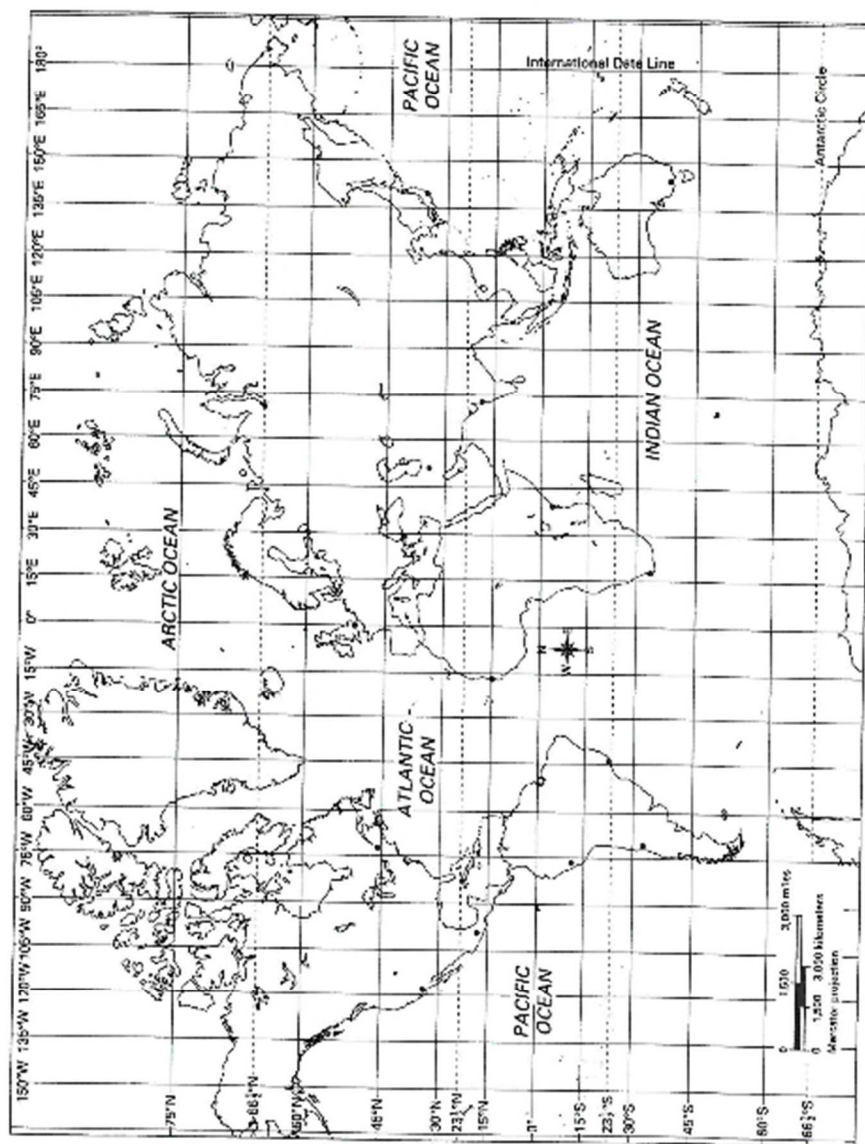 150°W 135°W 120°W 105°W 90°W 75°W 60°W 45°W 30°W 15°W 0° 15°E 30°E 45°E 60°E 75°E 90°E 105°E 120°E 135°E 150°E 165°E 180°
75°N
ARCTIC OCEAN
66½°N
60°N
45°N
ATLANTIC
OCEAN
PACIFIC
OCEAN
30°N
23½°N
15°N
PACIFIC
OCEAN
0°
N
W E
S
International Date Line
15°S
23½°S
30°S
INDIAN OCEAN
45°S
60°S
0 1,500 3,000 miles
0 1,500 3,000 kilometers
Mercator projection
66½°S
Antarctic Circle